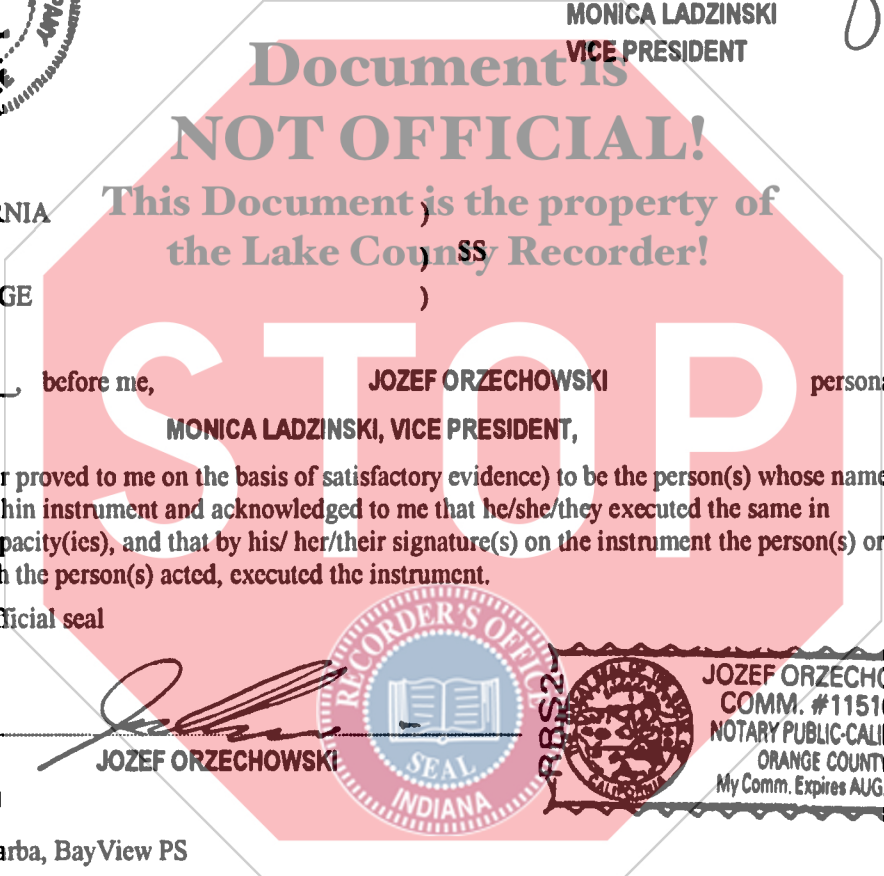 MONICA LADZINSKI
VICE PRESIDENT
Document is
NOT OFFICIAL!
This Document is the property of
the Lake County Recorder!
RNIA )
) SS
GE )
STOP
before me, JOZEF ORZECHOWSKI persona
MONICA LADZINSKI, VICE PRESIDENT,
r proved to me on the basis of satisfactory evidence) to be the person(s) whose name
hin instrument and acknowledged to me that he/she/they executed the same in
pacity(ies), and that by his/ her/their signature(s) on the instrument the person(s) or
h the person(s) acted, executed the instrument.
ficial seal
JOZEF ORZECHOWSKI
RECORDER'S OFFICE
SEAL
INDIANA
RBS2
CALIFORNIA
JOZEF ORZECHO
COMM. #1151
NOTARY PUBLIC-CALI
ORANGE COUNTY
My Comm. Expires AUG.
arba, BayView PS